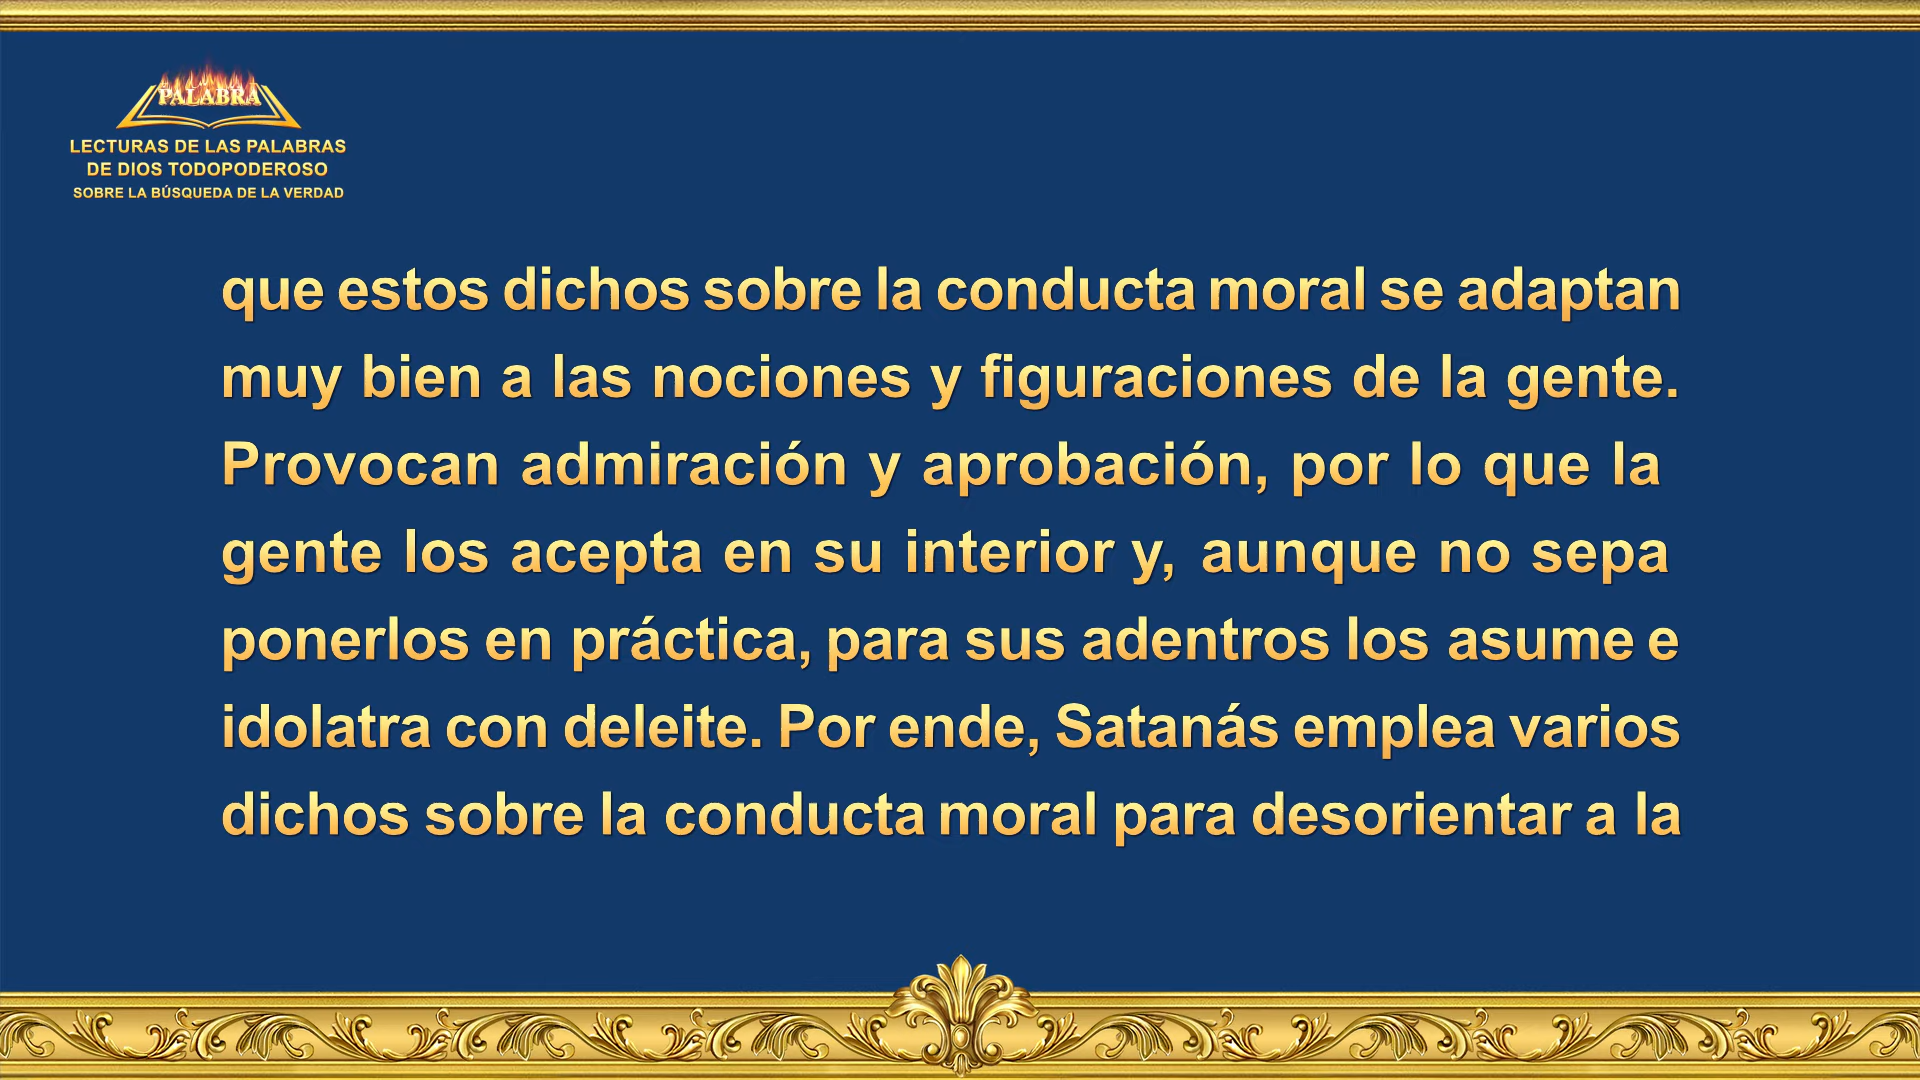 PALABRA
LECTURAS DE LAS PALABRAS
DE DIOS TODOPODEROSO
SOBRE LA BÚSQUEDA DE LA VERDAD
que estos dichos sobre la conducta moral se adaptan
muy bien a las nociones y figuraciones de la gente.
Provocan admiración y aprobación, por lo que la
gente los acepta en su interior y, aunque no sepa
ponerlos en práctica, para sus adentros los asume e
idolatra con deleite. Por ende, Satanás emplea varios
dichos sobre la conducta moral para desorientar a la